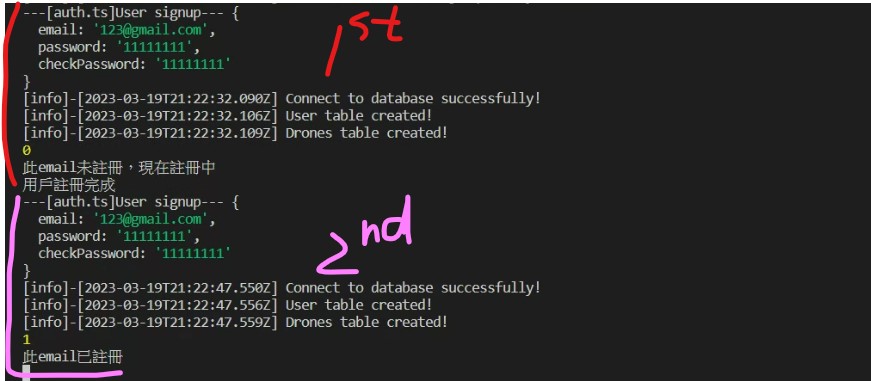 ---[auth.ts]User signup--- {
  email: '123@gmail.com',
  password: '11111111',
  checkPassword: '11111111'
}
1st
[info]-[2023-03-19T21:22:32.090Z] Connect to database successfully!
[info]-[2023-03-19T21:22:32.106Z] User table created!
[info]-[2023-03-19T21:22:32.109Z] Drones table created!
0
此email未註冊，現在註冊中
用戶註冊完成
---[auth.ts]User signup--- {
  email: '123@gmail.com',
  password: '11111111',
  checkPassword: '11111111'
}
2nd
[info]-[2023-03-19T21:22:47.550Z] Connect to database successfully!
[info]-[2023-03-19T21:22:47.556Z] User table created!
[info]-[2023-03-19T21:22:47.559Z] Drones table created!
1
此email已註冊